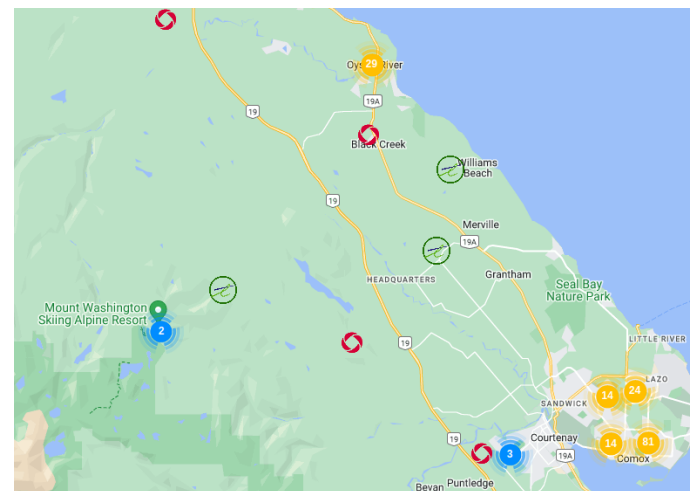 29
Oyster River
19
19A
Black Creek
Williams
Beach
19
Merville
19A
HEADQUARTERS
Grantham
Seal Bay
Nature Park
Mount Washington
Skiing Alpine Resort
2
19
LITTLE RIVER
LAZO
24
14
SANDWICK
19
Courtenay
14
81
3
19A
Comox
Bevan
Puntledge